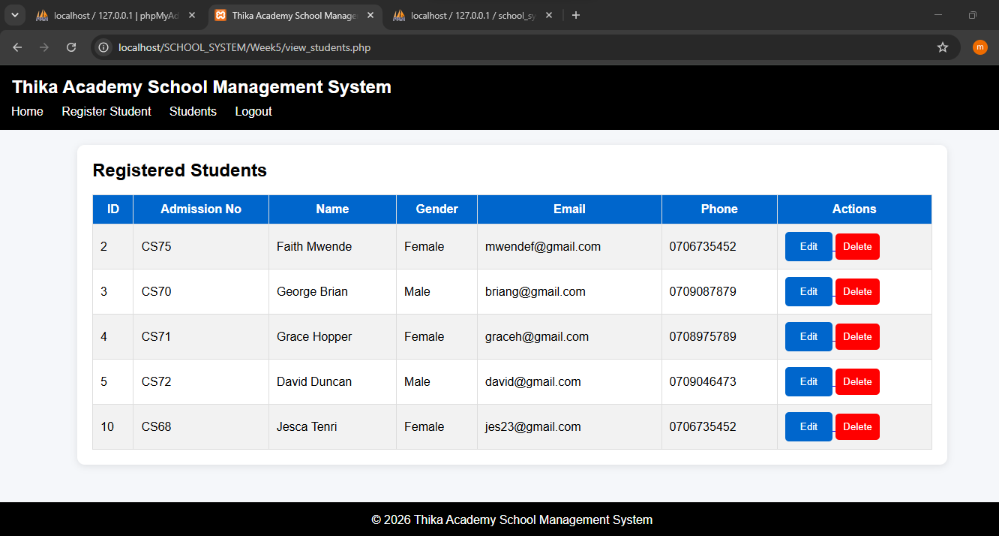 localhost / 127.0.0.1 | phpMyAd
Thika Academy School Manage
localhost / 127.0.0.1 / school_sy
localhost/SCHOOL_SYSTEM/Week5/view_students.php
m
Thika Academy School Management System
Home Register Student Students Logout
Registered Students
ID Admission No Name Gender Email Phone Actions
2 CS75 Faith Mwende Female mwendef@gmail.com 0706735452 Edit Delete
3 CS70 George Brian Male briang@gmail.com 0709087879 Edit Delete
4 CS71 Grace Hopper Female graceh@gmail.com 0708975789 Edit Delete
5 CS72 David Duncan Male david@gmail.com 0709046473 Edit Delete
10 CS68 Jesca Tenri Female jes23@gmail.com 0706735452 Edit Delete
© 2026 Thika Academy School Management System